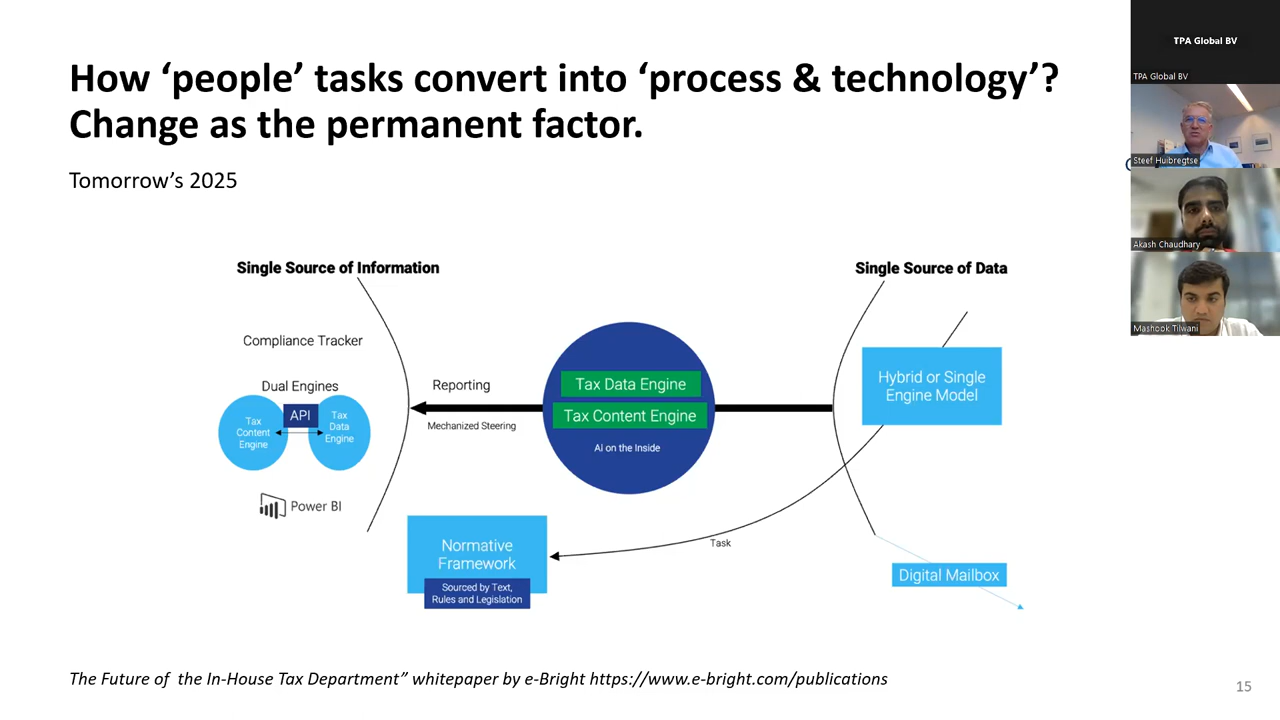 How ‘people’ tasks convert into ‘process & technology’?
Change as the permanent factor.
Tomorrow’s 2025
Single Source of Information
Single Source of Data
Compliance Tracker
Dual Engines
Tax
Content
Engine
API
Tax
Data
Engine
Power BI
Reporting
Mechanized Steering
Tax Data Engine
Tax Content Engine
Ai on the Inside
Hybrid or Single
Engine Model
Normative
Framework
Sourced by Text,
Rules and Legislation
Task
Digital Mailbox
The Future of the In-House Tax Department” whitepaper by e-Bright https://www.e-bright.com/publications
15
TPA Global BV
TPA Global BV
Steef Huibregtse
Akash Chaudhary
Mashook Tilwani